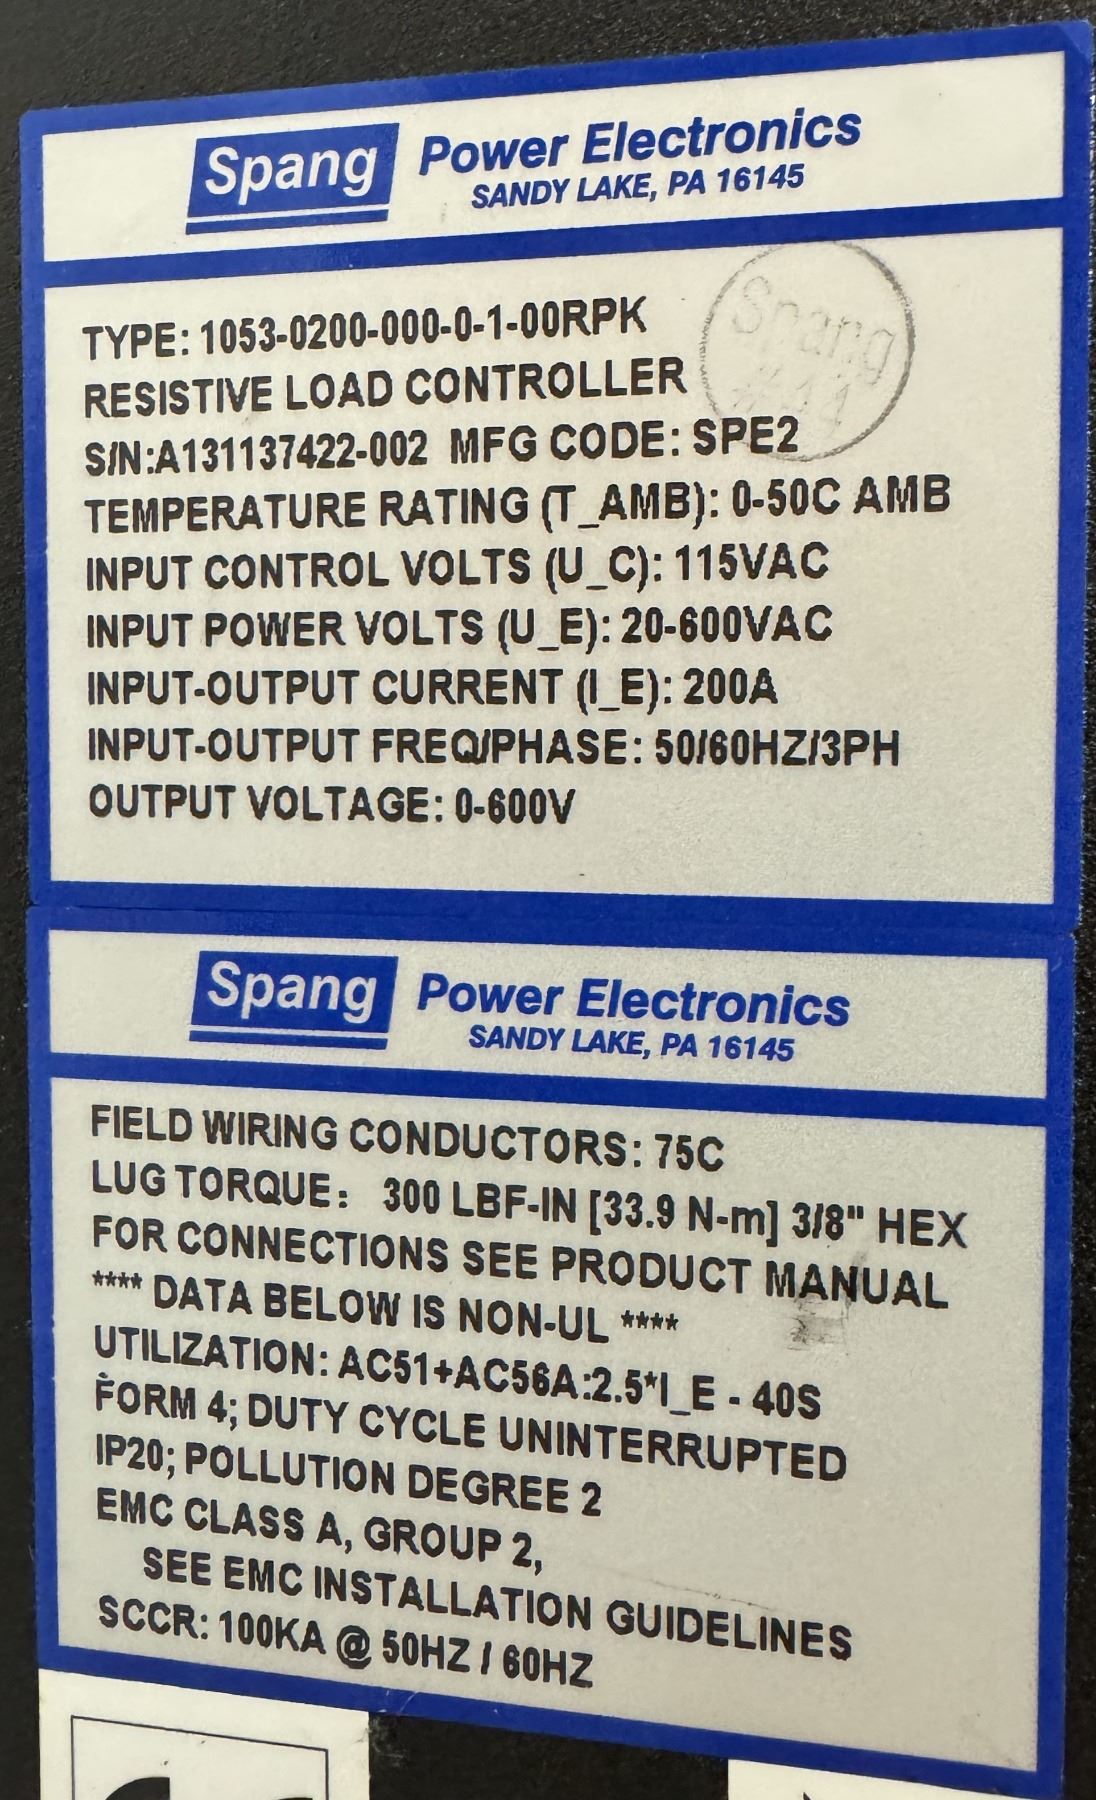 Spang Power Electronics
SANDY LAKE, PA 16145
Spang
TYPE: 1053-0200-000-0-1-00RPK
RESISTIVE LOAD CONTROLLER
S/N:A131137422-002 MFG CODE: SPE2
TEMPERATURE RATING (T_AMB): 0-50C AMB
INPUT CONTROL VOLTS (U_C): 115VAC
INPUT POWER VOLTS (U_E): 20-600VAC
INPUT-OUTPUT CURRENT (I_E): 200A
INPUT-OUTPUT FREQ/PHASE: 50/60HZ/3PH
OUTPUT VOLTAGE: 0-600V
Spang Power Electronics
SANDY LAKE, PA 16145
FIELD WIRING CONDUCTORS: 75C
LUG TORQUE: 300 LBF-IN [33.9 N-m] 3/8" HEX
FOR CONNECTIONS SEE PRODUCT MANUAL
**** DATA BELOW IS NON-UL ****
UTILIZATION: AC51+AC56A:2.5*I_E - 40S
FORM 4; DUTY CYCLE UNINTERRUPTED
IP20; POLLUTION DEGREE 2
EMC CLASS A, GROUP 2,
SEE EMC INSTALLATION GUIDELINES
SCCR: 100KA @ 50HZ / 60HZ